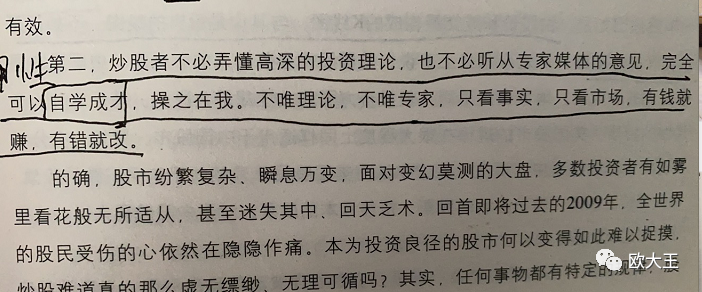 有效。
第二，炒股者不必弄懂高深的投资理论，也不必听从专家媒体的意见，完全
可以自学成才，操之在我。不唯理论，不唯专家，只看事实，只看市场，有钱就
赚，有错就改。
的确，股市纷繁复杂、瞬息万变，面对变幻莫测的大盘，多数投资者有如雾
里看花般无所适从，甚至迷失其中、回天乏术。回首即将过去的2009年，全世界
的股民受伤的心依然在隐隐作痛。本为投资良径的股市何以变得如此难以捉摸，
炒股难道真的那么虚无缥缈、无理可循吗？其实，任何事物都有特定的规律，
欧大王